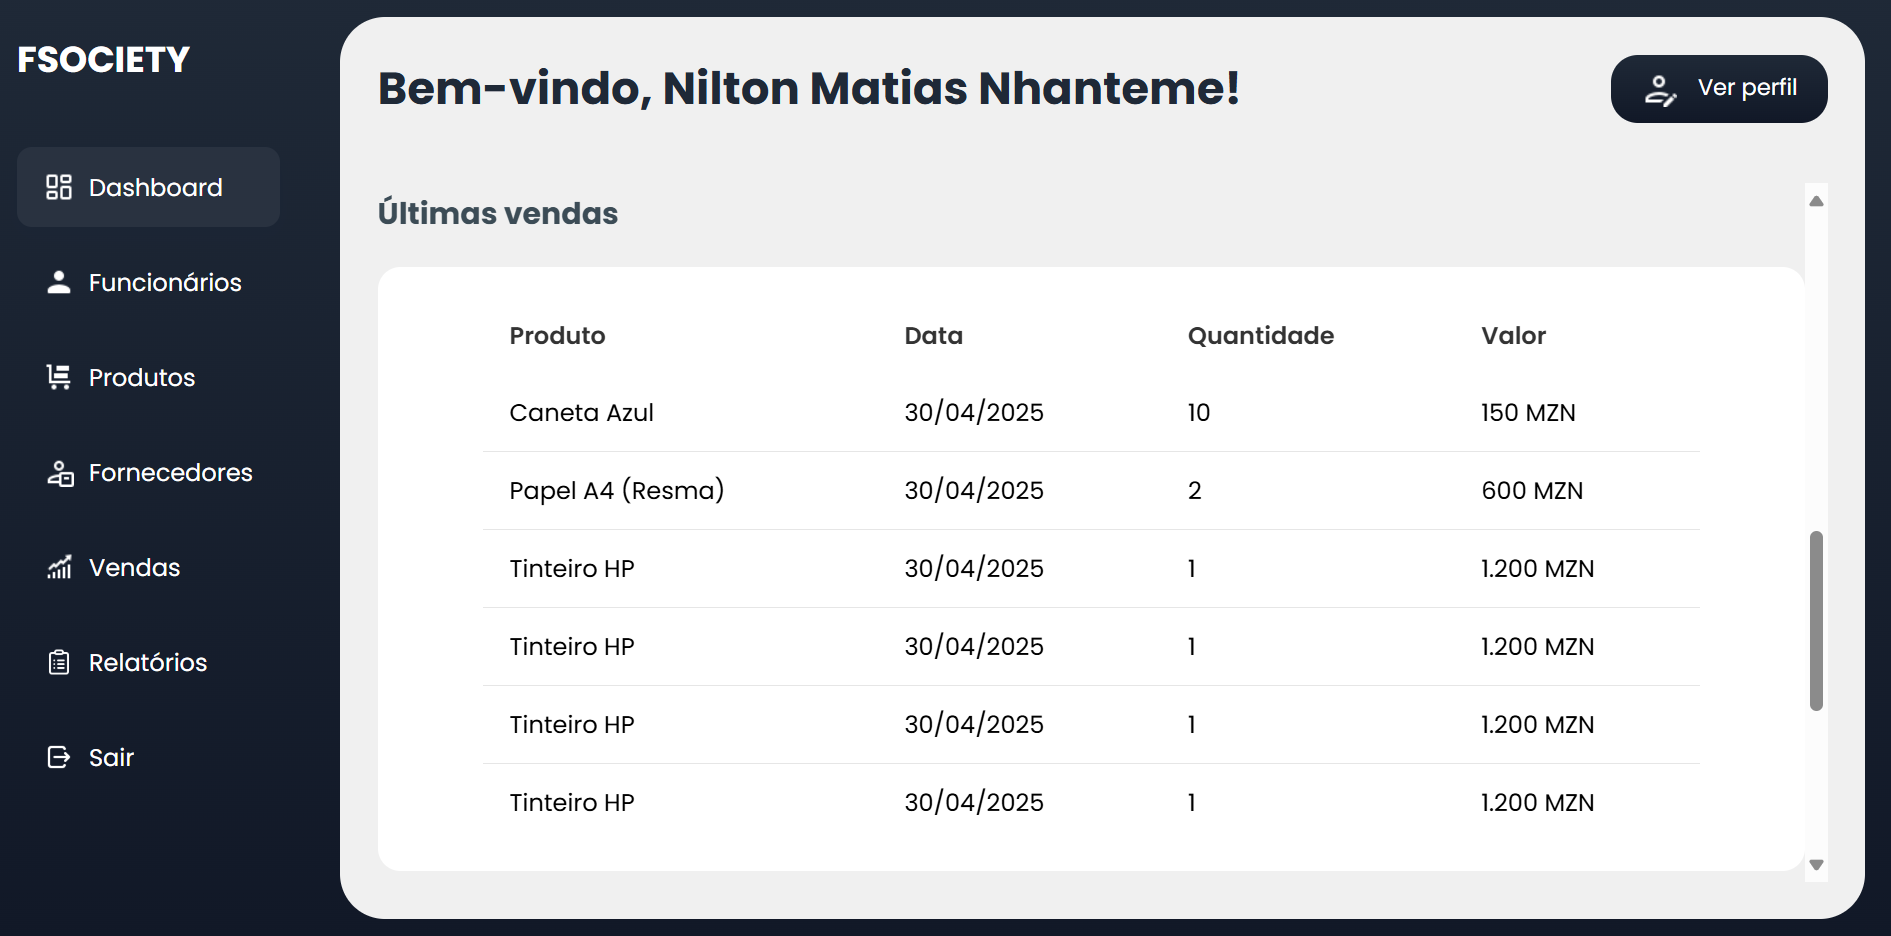 FSOCIETY
Dashboard
Funcionários
Produtos
Fornecedores
Vendas
Relatórios
Sair
Bem-vindo, Nilton Matias Nhanteme!
Ver perfil
Últimas vendas
Produto Data Quantidade Valor
Caneta Azul 30/04/2025 10 150 MZN
Papel A4 (Resma) 30/04/2025 2 600 MZN
Tinteiro HP 30/04/2025 1 1.200 MZN
Tinteiro HP 30/04/2025 1 1.200 MZN
Tinteiro HP 30/04/2025 1 1.200 MZN
Tinteiro HP 30/04/2025 1 1.200 MZN